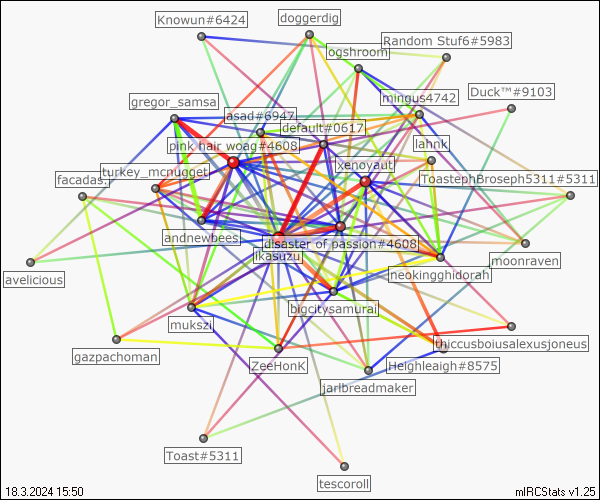 Knowun#6424
doggerdig
Random Stuf6#5983
ogshroom
Duck™#9103
mingus4742
gregor_samsa
asad#6947
default#0617
pink hair woag#4608
lahnk
xenovaut
turkey_mcnugget
ToastephBroseph5311#5311
facadas.
andnewbees
disaster of passion#4608
ikasuzu
moonraven
neokingghidorah
avelicious
bigcitysamurai
mukszi
thiccusboiusalexusjoneus
gazpachoman
ZeeHonK
Heighleaigh#8575
jarlbreadmaker
Toast#5311
tescoroll
18.3.2024 15:50
mIRCStats v1.25